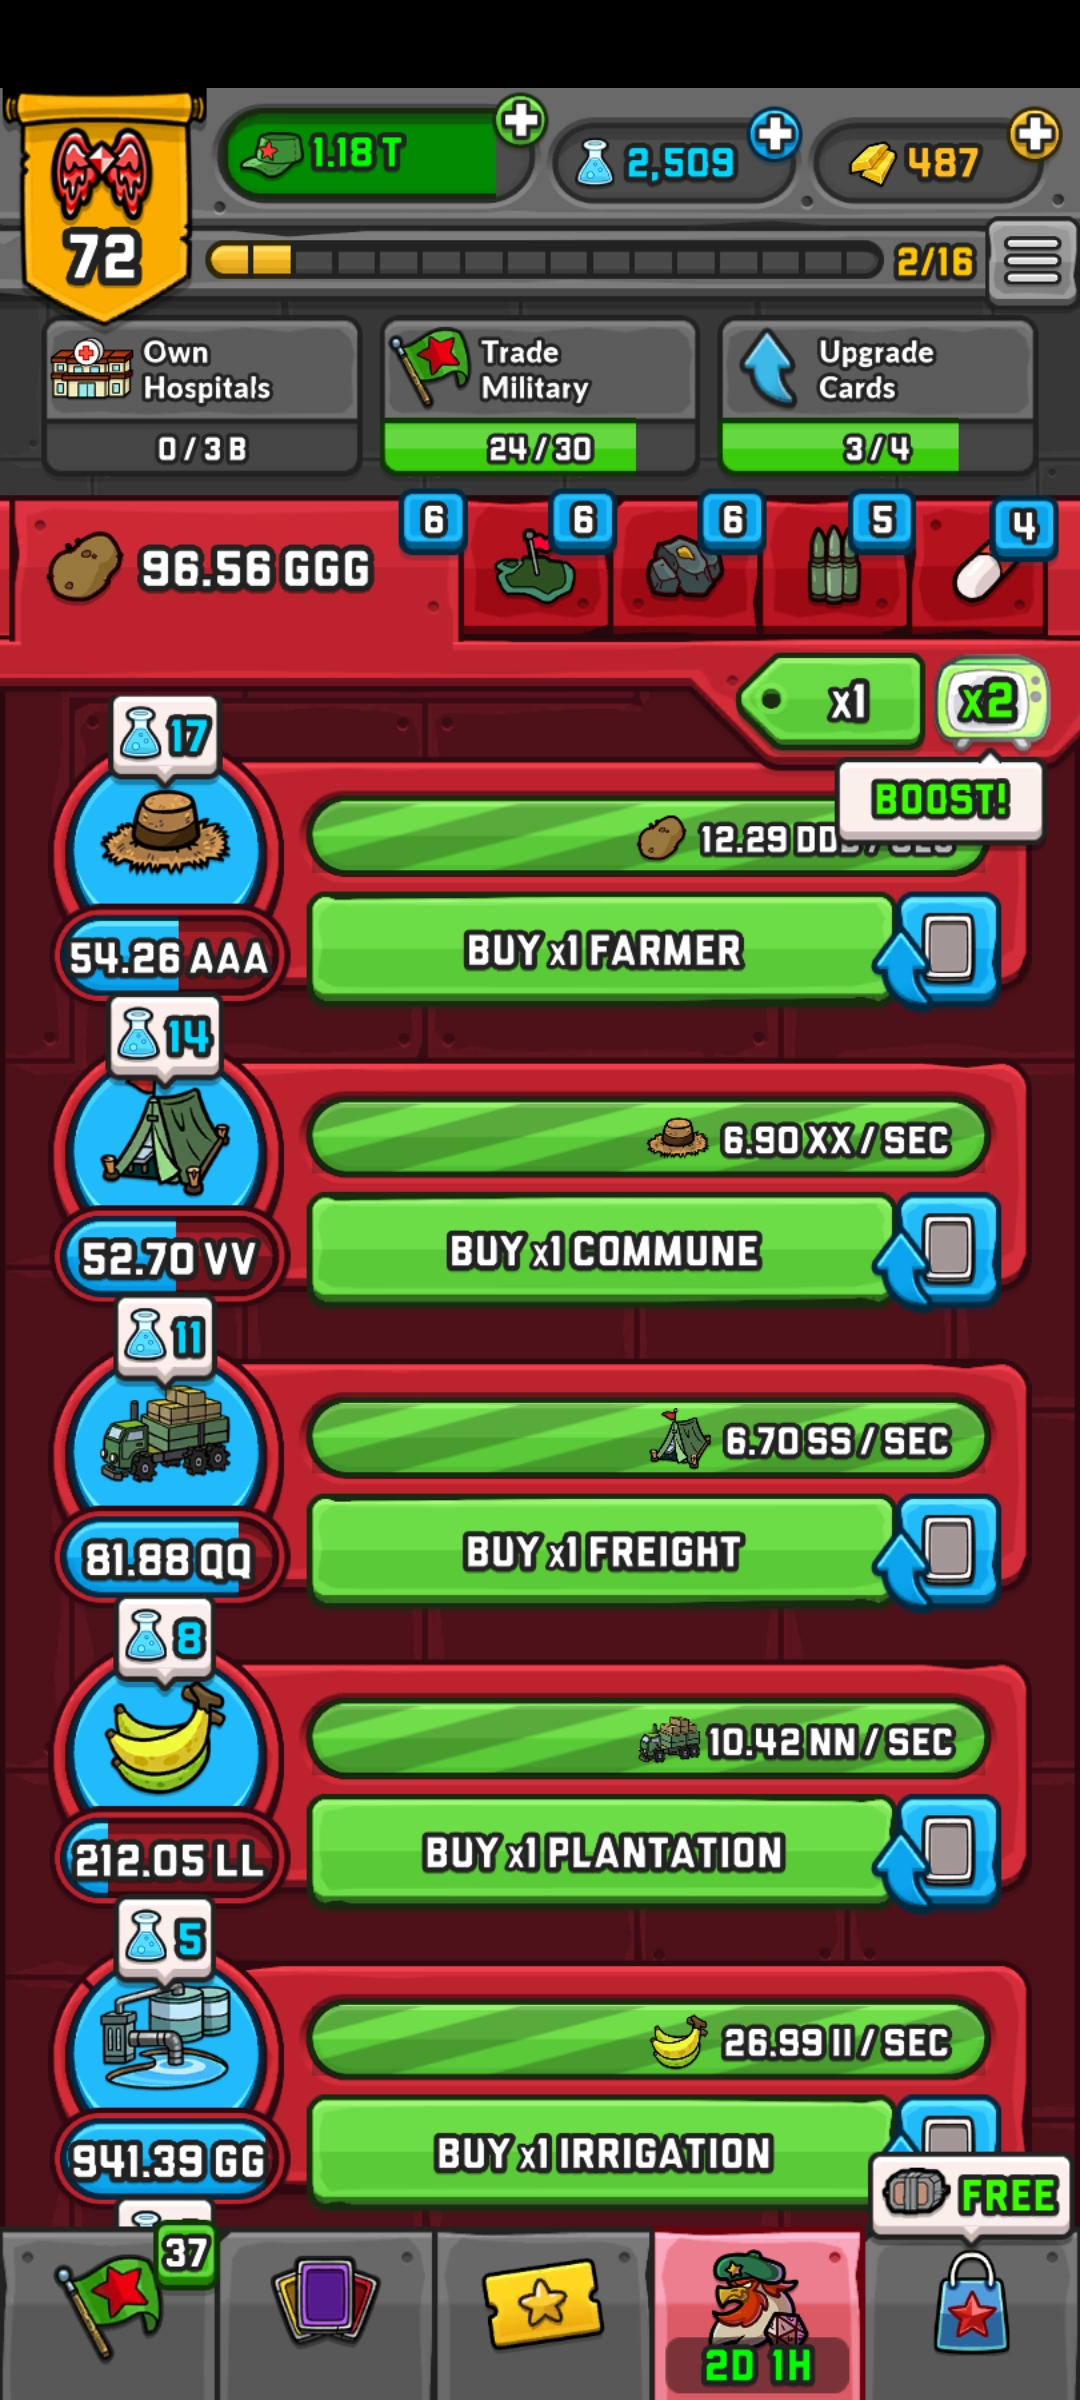 1.18 T
2,509
487
72
2/16
Own
Hospitals
0 / 3 B
Trade
Military
24 / 30
Upgrade
Cards
3 / 4
96.56 GGG
6
6
6
5
4
x1
x2
BOOST!
17
12.29
54.26 AAA
BUY x1 FARMER
14
6.90 XX / SEC
52.70 VV
BUY x1 COMMUNE
11
6.70 SS / SEC
81.88 QQ
BUY x1 FREIGHT
8
10.42 NN / SEC
212.05 LL
BUY x1 PLANTATION
5
26.99 II / SEC
941.39 GG
BUY x1 IRRIGATION
FREE
37
2D 1H